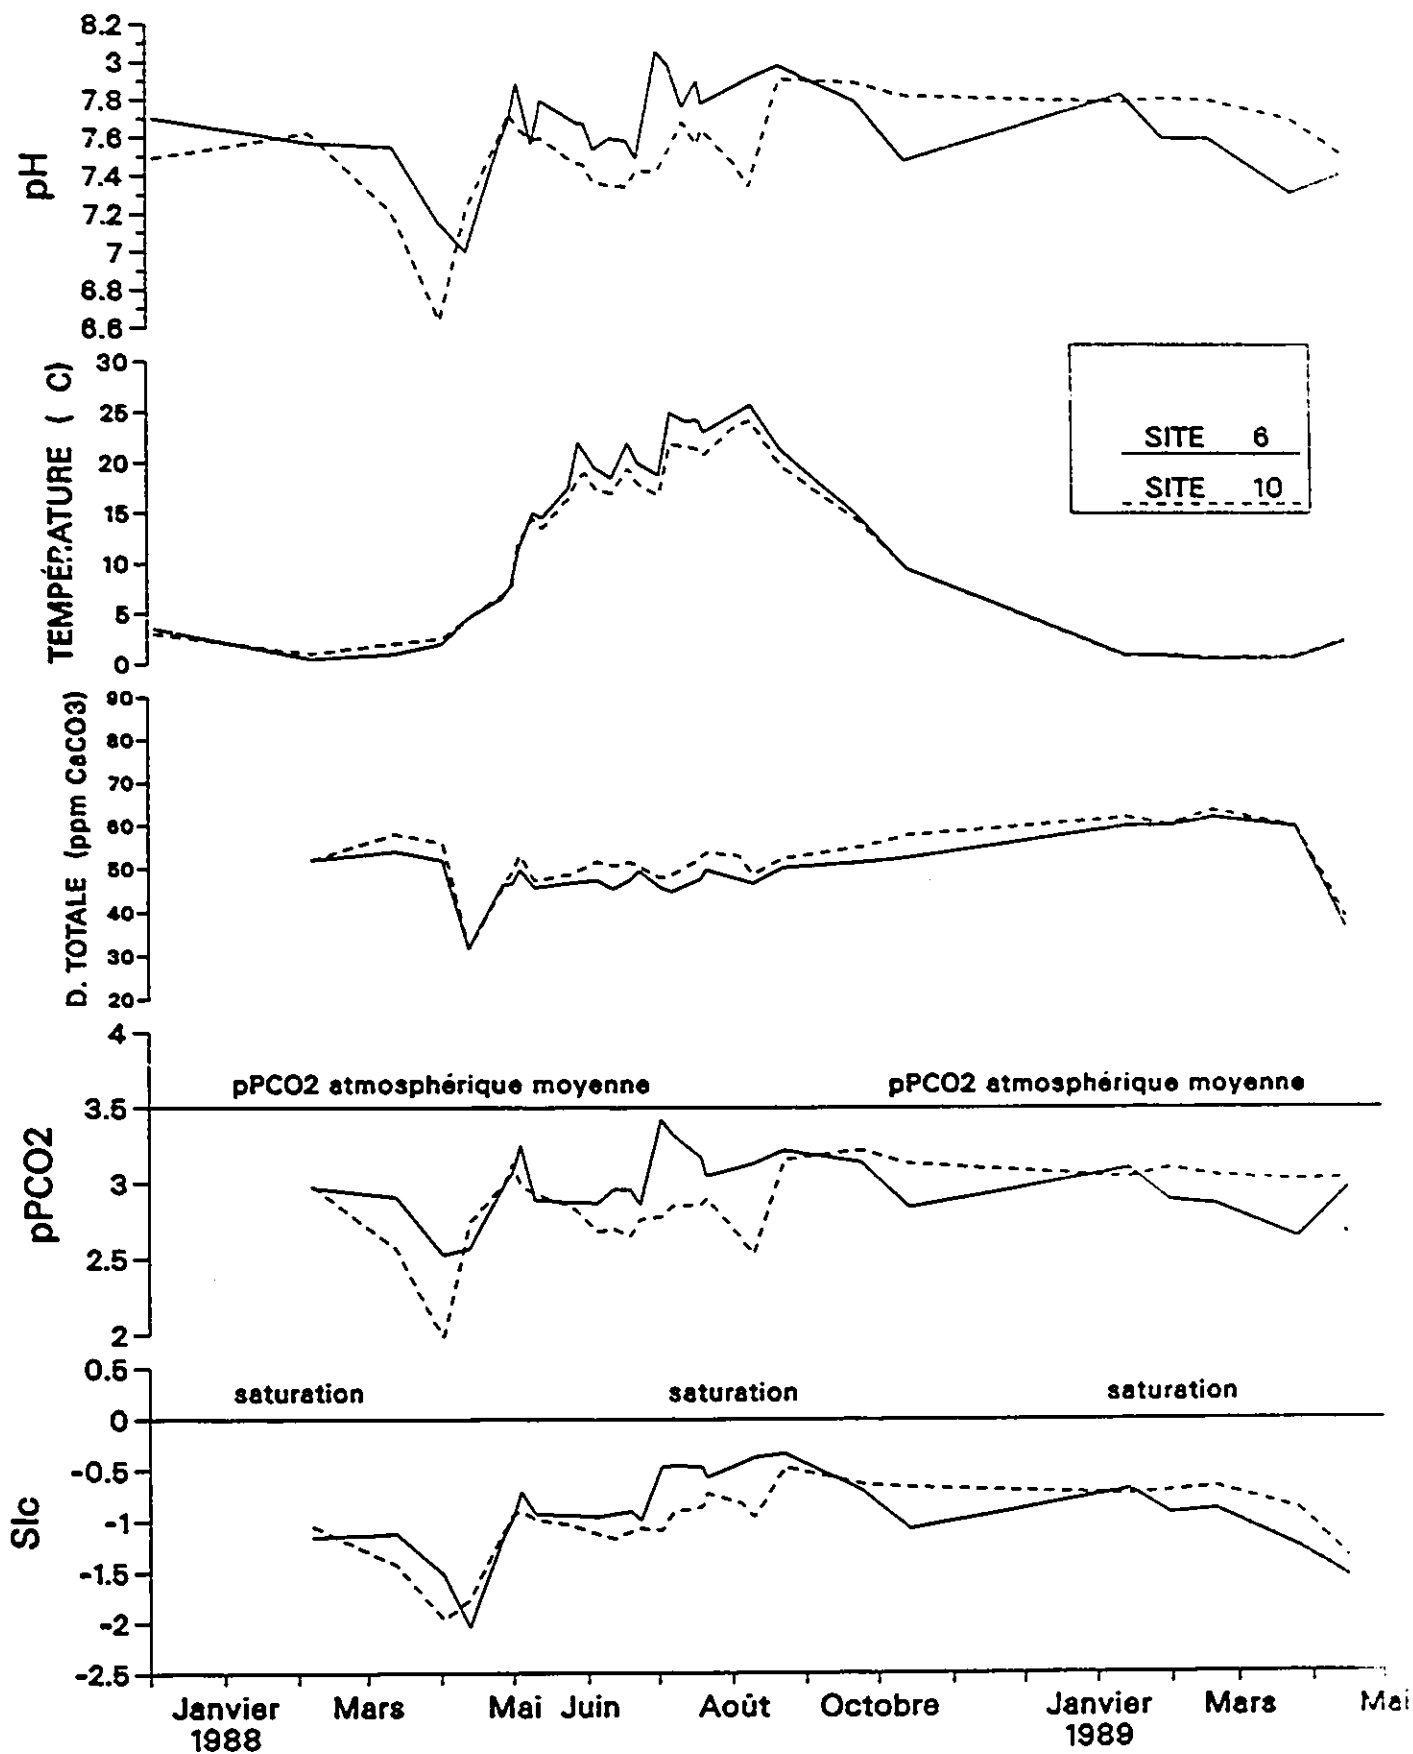 8.2
3
7.8
7.6
7.4
7.2
7
6.8
6.6
pH
30
25
20
15
10
5
0
TEMPÉRATURE ( C)
SITE 6
SITE 10
90
80
70
60
50
40
30
20
D. TOTALE (ppm CaCO3)
4
3.5
3
2.5
2
pPCO2
pPCO2 atmosphérique moyenne
pPCO2 atmosphérique moyenne
0.5
0
-0.5
-1
-1.5
-2
-2.5
SIc
saturation
saturation
saturation
Janvier Mars Mai Juin Août Octobre Janvier Mars Mai
1988 1989